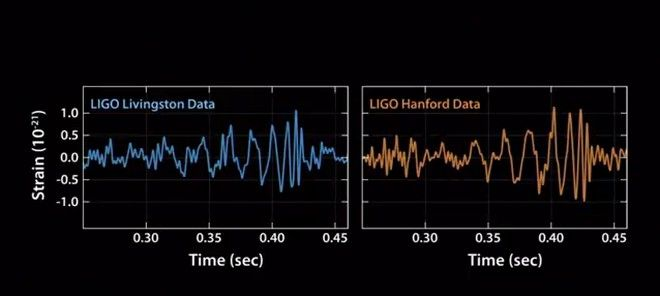 LIGO Livingston Data
LIGO Hanford Data
Strain (10⁻²¹)
1.0
0.5
0.0
-0.5
-1.0
0.30 0.35 0.40 0.45
0.30 0.35 0.40 0.45
Time (sec)
Time (sec)